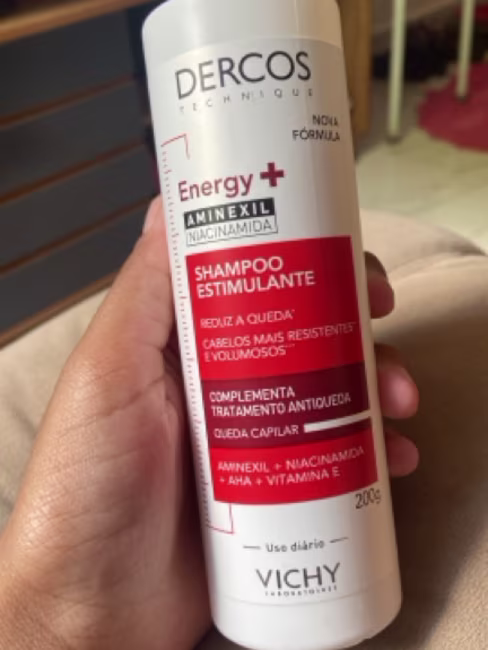 DERCOS
TECHNIQUE
NOVA
FÓRMULA
Energy +
AMINEXIL
NIACINAMIDA
SHAMPOO
ESTIMULANTE
REDUZ A QUEDA*
CABELOS MAIS RESISTENTES**
E VOLUMOSOS***
COMPLEMENTA
TRATAMENTO ANTIQUEDA
QUEDA CAPILAR
AMINEXIL + NIACINAMIDA
+ AHA + VITAMINA E
200g
Uso diário
VICHY
LABORATOIRES